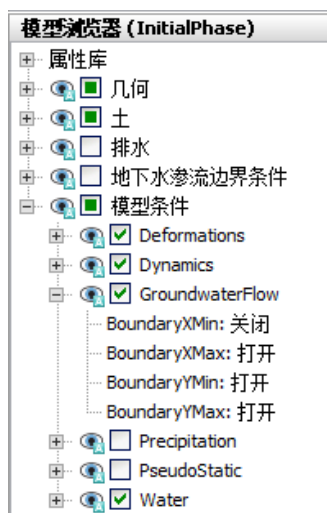 模型浏览器 (InitialPhase)
属性库
几何
土
排水
地下水渗流边界条件
模型条件
Deformations
Dynamics
GroundwaterFlow
BoundaryXMin: 关闭
BoundaryXMax: 打开
BoundaryYMin: 打开
BoundaryYMax: 打开
Precipitation
PseudoStatic
Water